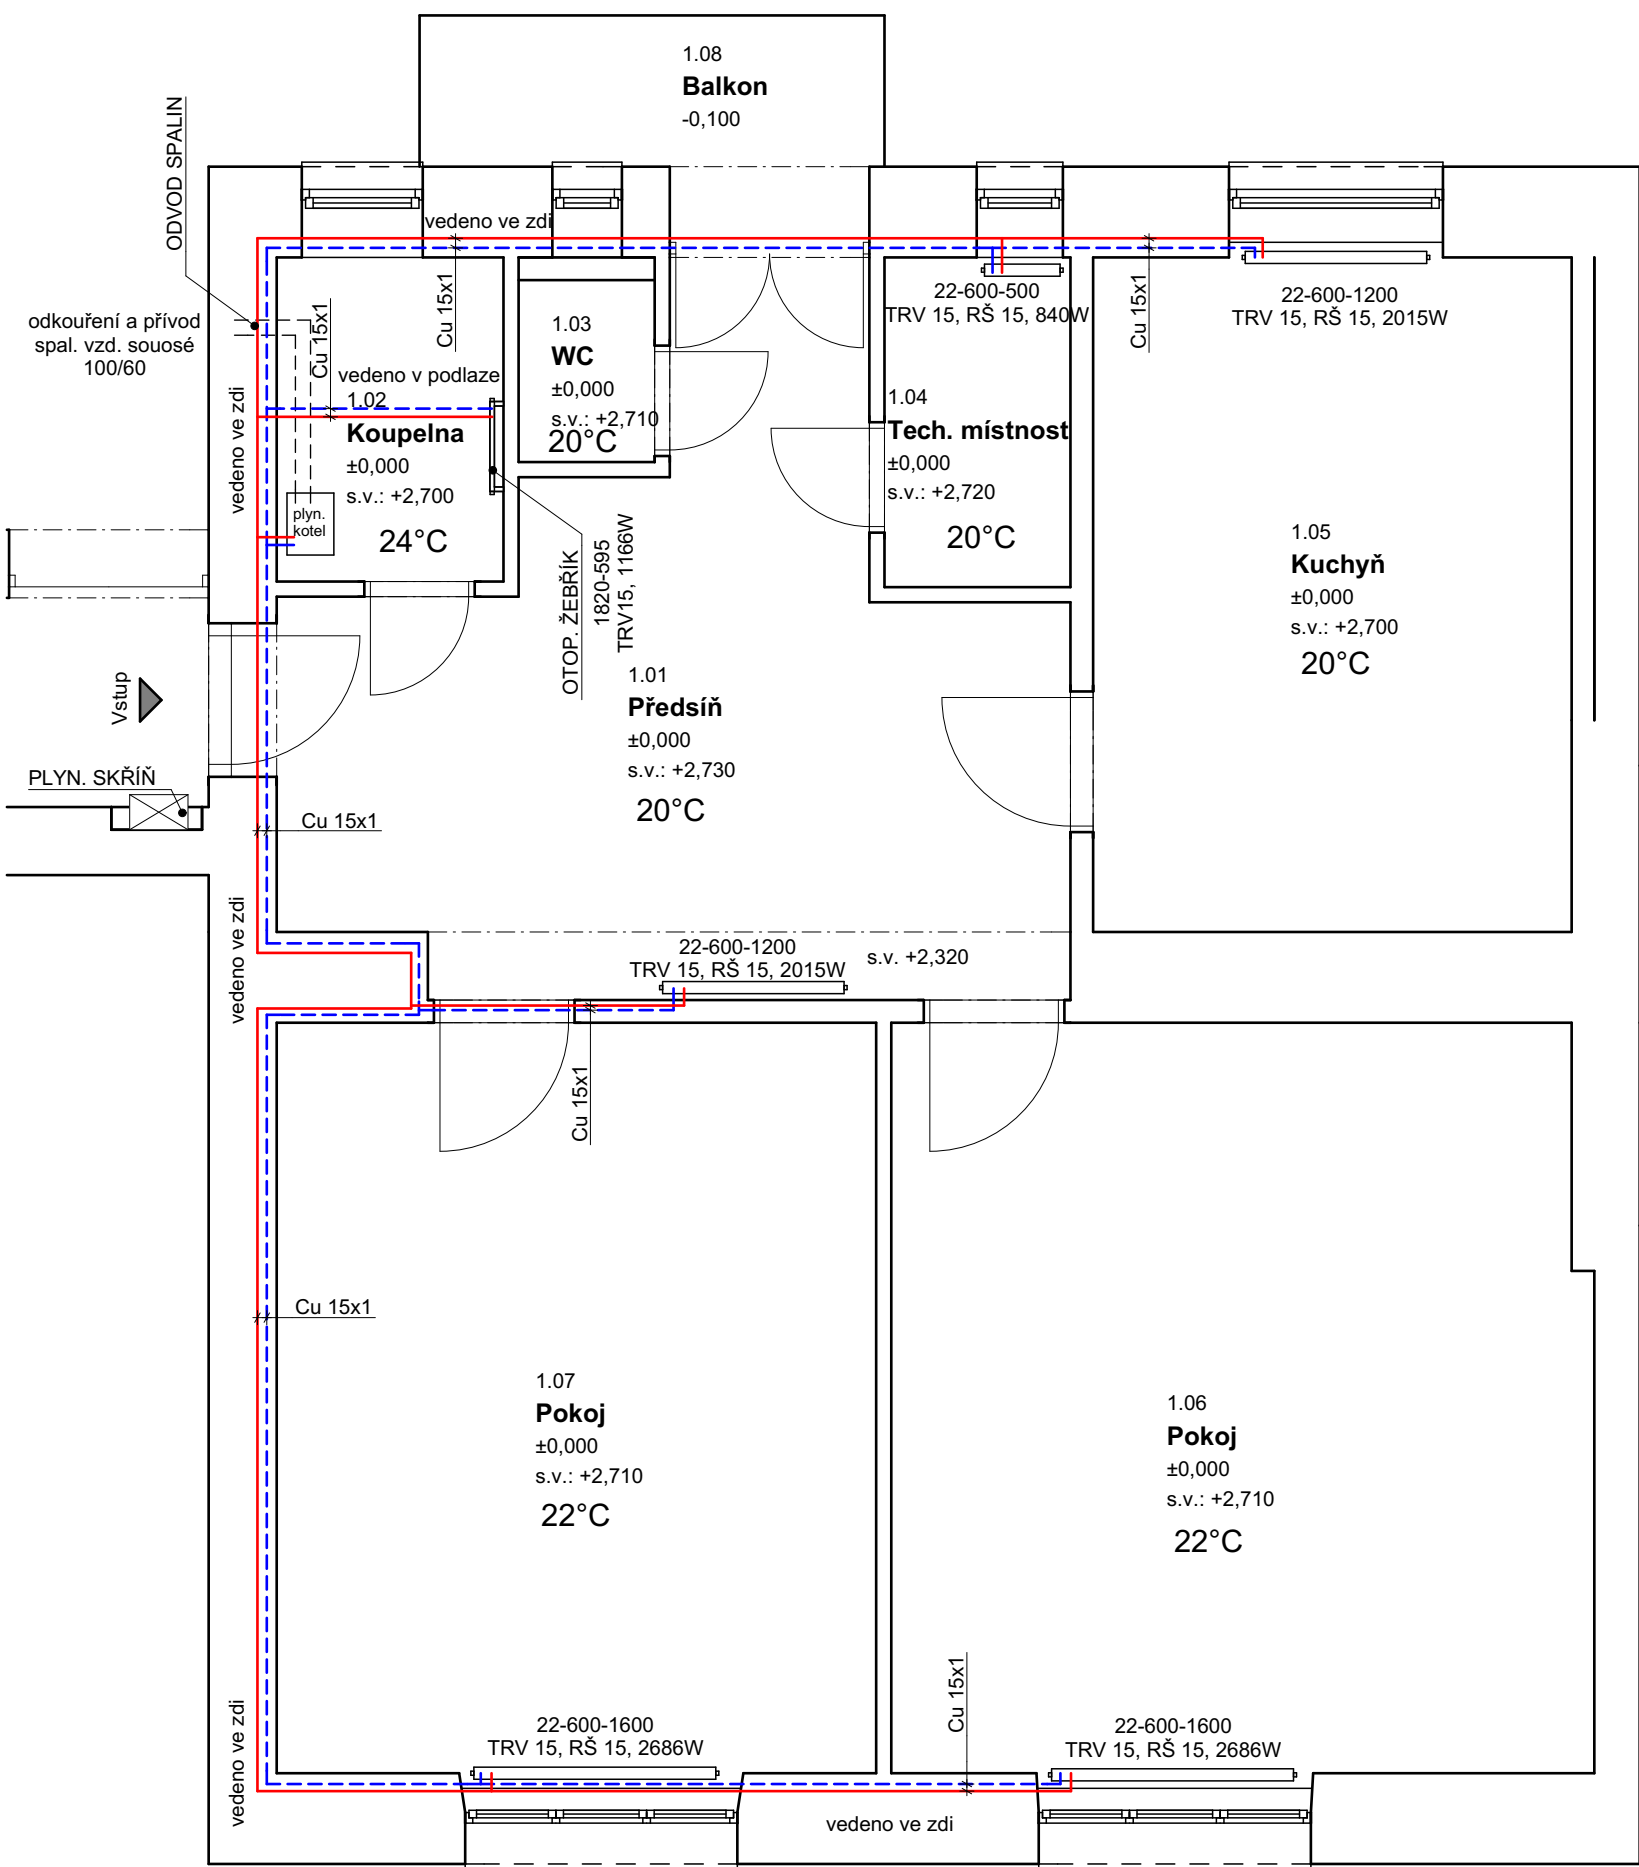 1.08
Balkon
-0,100
ODVOD SPALIN
vedeno ve zdi
odkouření a přívod
spal. vzd. souosé
100/60
Cu 15x1
Cu 15x1
vedeno v podlaze
1.02
Koupelna
±0,000
s.v.: +2,700
24°C
plyn.
kotel
vedeno ve zdi
1.03
WC
±0,000
s.v.: +2,710
20°C
22-600-500
TRV 15, RŠ 15, 840W
1.04
Tech. místnost
±0,000
s.v.: +2,720
20°C
Cu 15x1
22-600-1200
TRV 15, RŠ 15, 2015W
1.05
Kuchyň
±0,000
s.v.: +2,700
20°C
OTOP. ŽEBŘÍK
1820-595
TRV15, 1166W
1.01
Předsíň
±0,000
s.v.: +2,730
20°C
Vstup
PLYN. SKŘÍŇ
Cu 15x1
vedeno ve zdi
22-600-1200
TRV 15, RŠ 15, 2015W
s.v. +2,320
Cu 15x1
Cu 15x1
1.07
Pokoj
±0,000
s.v.: +2,710
22°C
1.06
Pokoj
±0,000
s.v.: +2,710
22°C
vedeno ve zdi
22-600-1600
TRV 15, RŠ 15, 2686W
Cu 15x1
22-600-1600
TRV 15, RŠ 15, 2686W
vedeno ve zdi